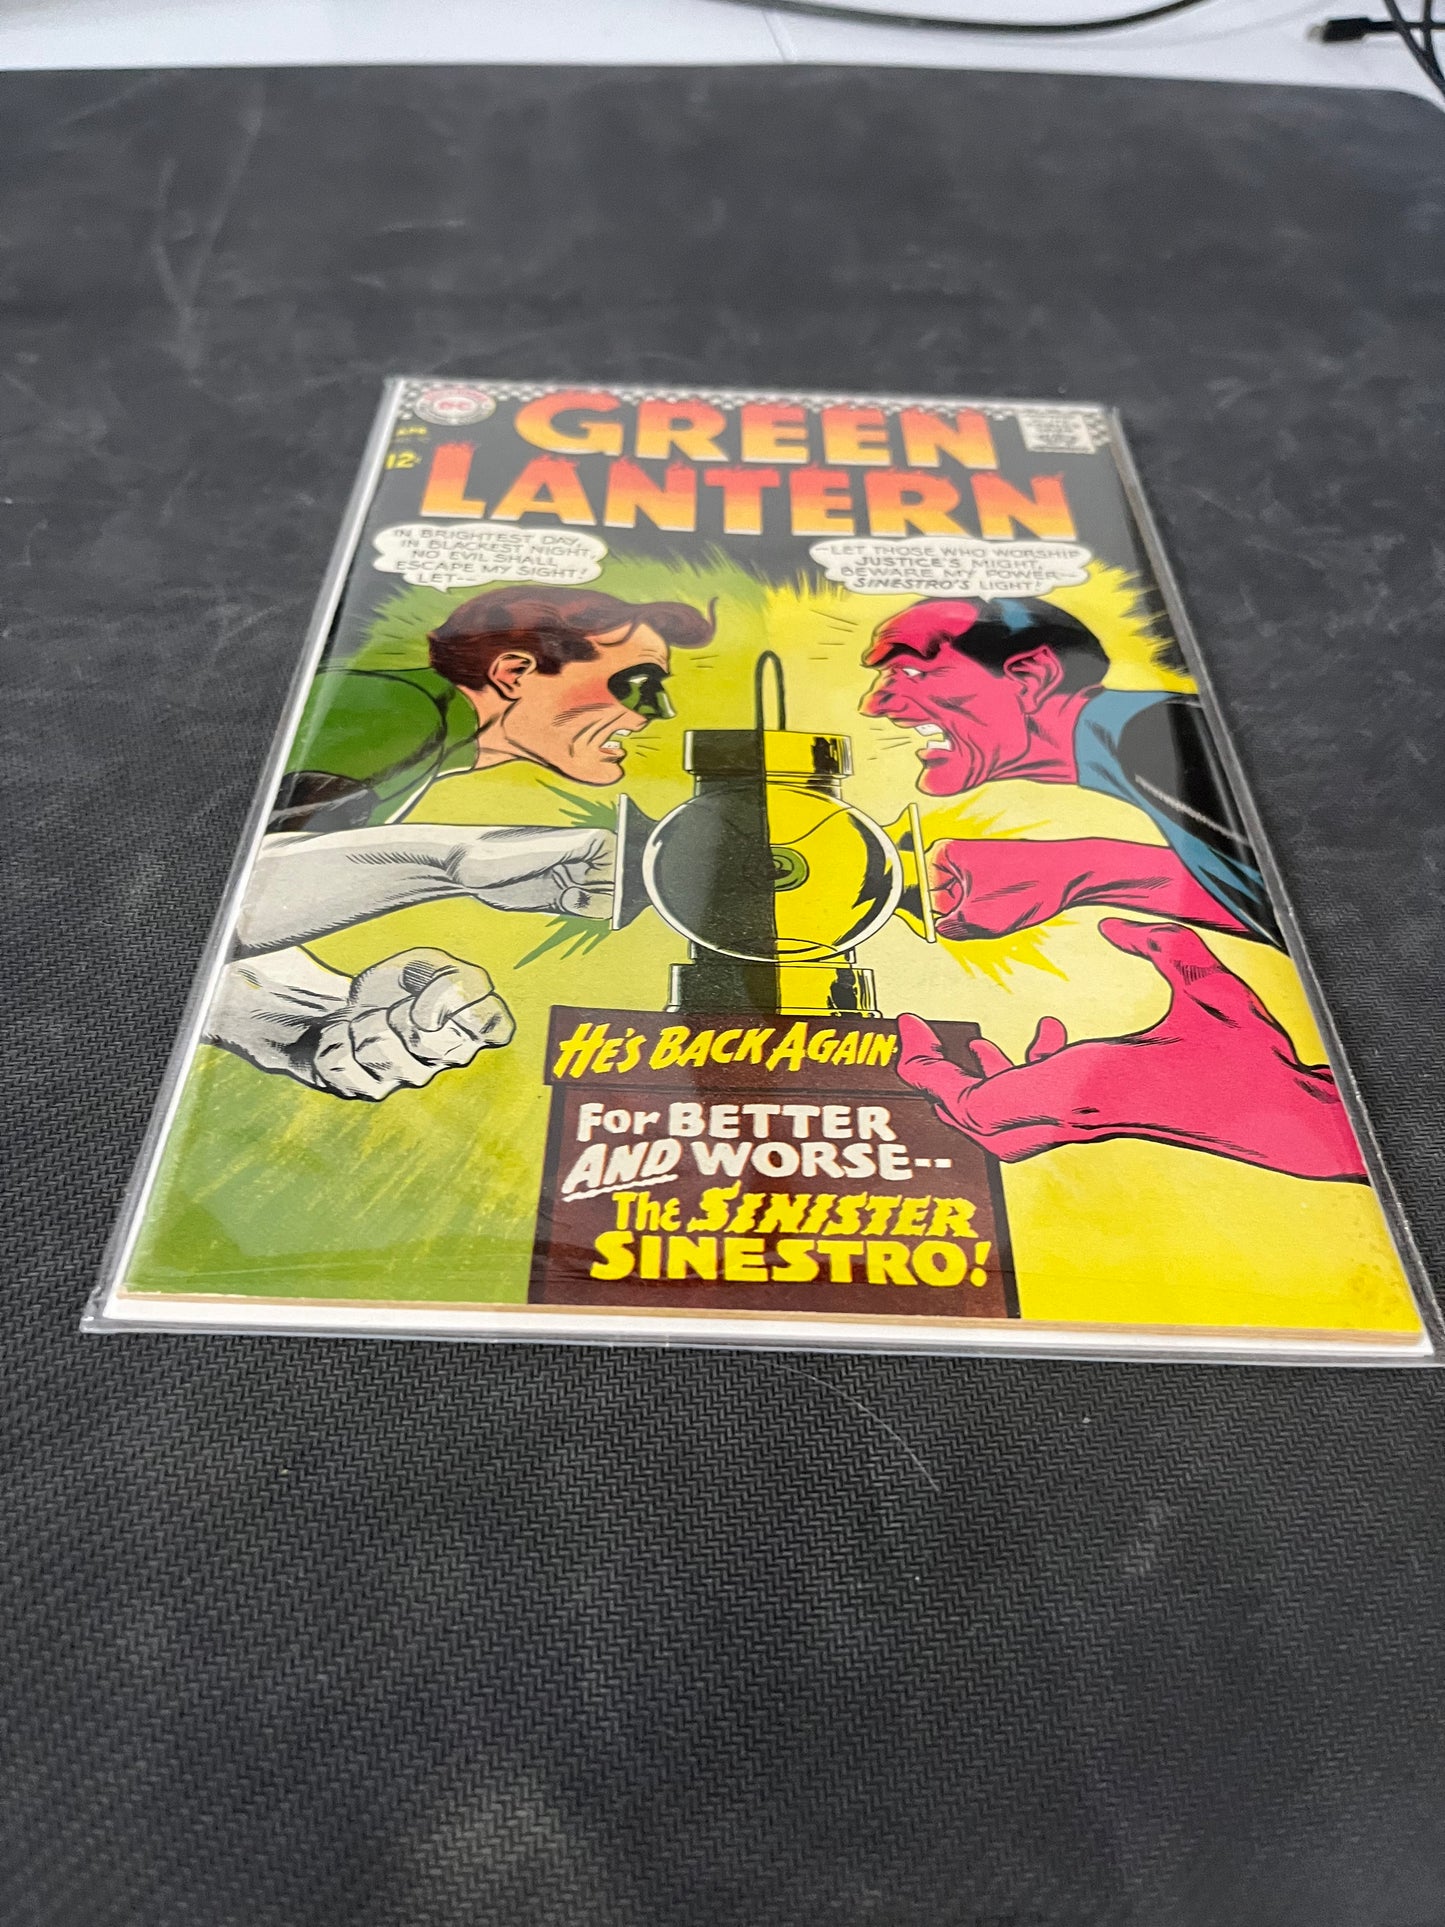 GREEN
LANTERN
APR.
12¢
IN BRIGHTEST DAY,
IN BLACKEST NIGHT,
NO EVIL SHALL
ESCAPE MY SIGHT!
LET--
--LET THOSE WHO WORSHIP
JUSTICE'S MIGHT,
BEWARE MY POWER--
SINESTRO'S LIGHT!
HE'S BACK AGAIN
FOR BETTER
AND WORSE--
THE SINISTER
SINESTRO!